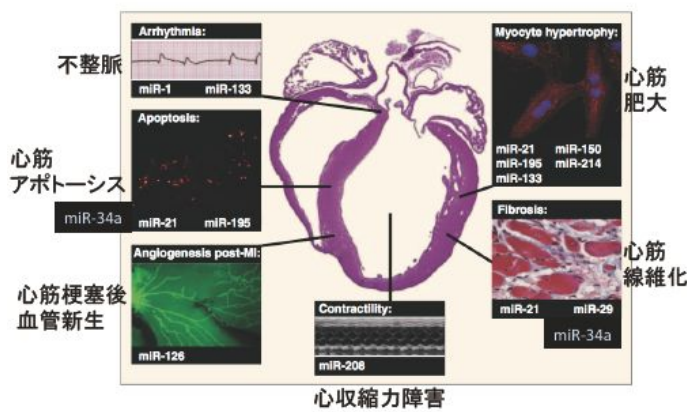 Arrhythmia:
不整脈
miR-1 miR-133
Apoptosis:
心筋
アポトーシス
miR-34a
miR-21 miR-195
Angiogenesis post-MI:
心筋梗塞後
血管新生
miR-126
Contractility:
miR-208
心収縮力障害
Myocyte hypertrophy:
心筋
肥大
miR-21 miR-150
miR-195 miR-214
miR-133
Fibrosis:
心筋
線維化
miR-21 miR-29
miR-34a